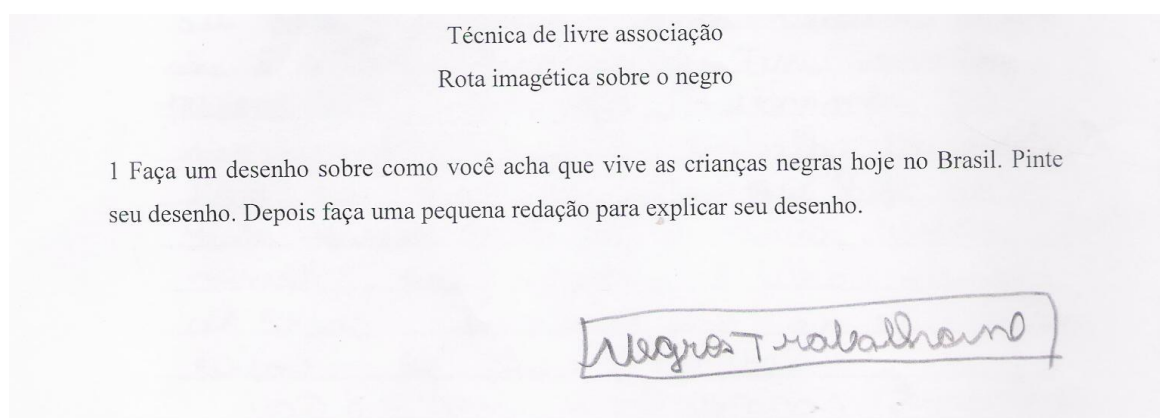 Técnica de livre associação
Rota imagética sobre o negro
1 Faça um desenho sobre como você acha que vive as crianças negras hoje no Brasil. Pinte
seu desenho. Depois faça uma pequena redação para explicar seu desenho.
Negros